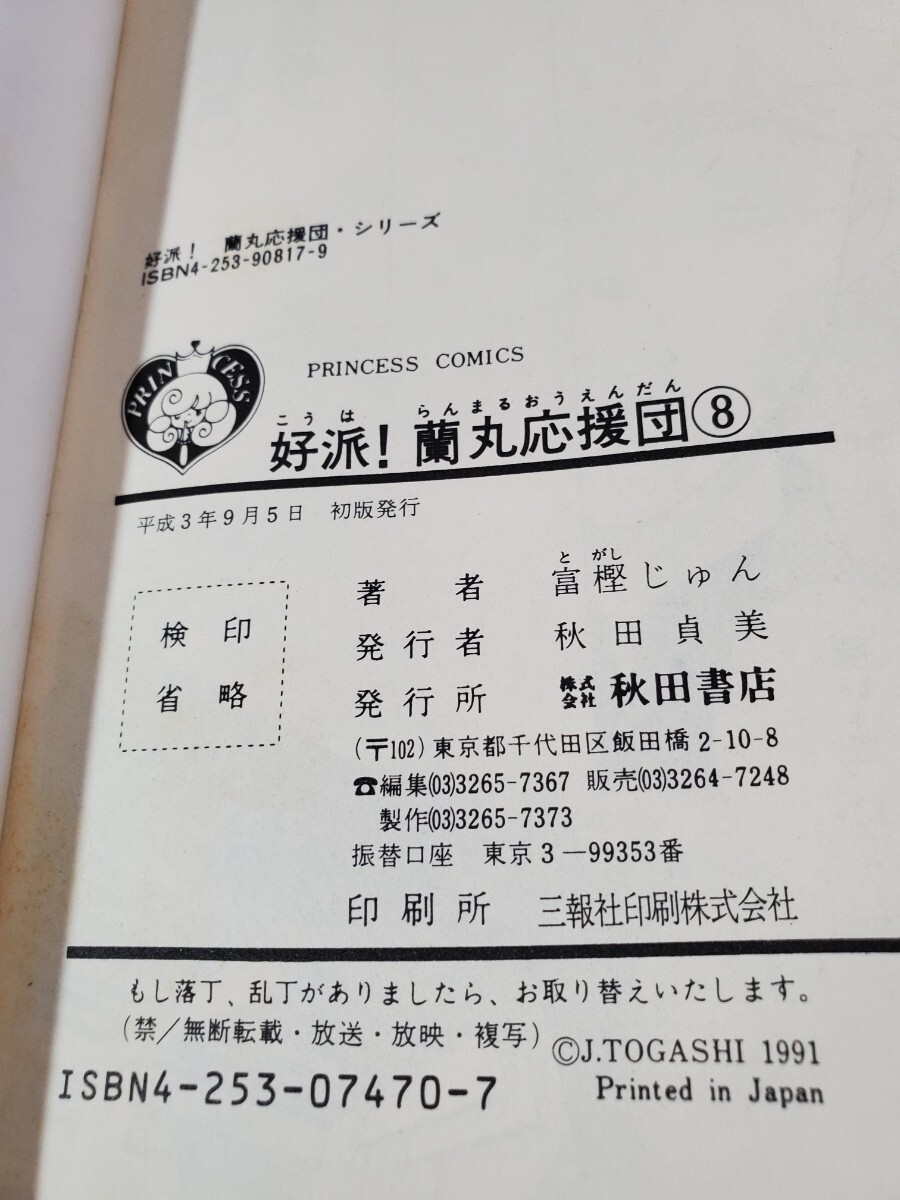 好派！ 蘭丸応援団・シリーズ
ISBN4-253-90817-9
PRINCESS
PRINCESS COMICS
こうは らんまるおうえんだん
好派！ 蘭丸応援団⑧
平成3年9月5日 初版発行
検印
省略
とがし
著者 富樫じゅん
発行者 秋田貞美
発行所 株式会社 秋田書店
(〒102)東京都千代田区飯田橋2-10-8
☎編集(03)3265-7367 販売(03)3264-7248
製作(03)3265-7373
振替口座 東京3―99353番
印刷所 三報社印刷株式会社
もし落丁、乱丁がありましたら、お取り替えいたします。
(禁/無断転載・放送・放映・複写)
©J.TOGASHI 1991
ISBN4-253-07470-7
Printed in Japan